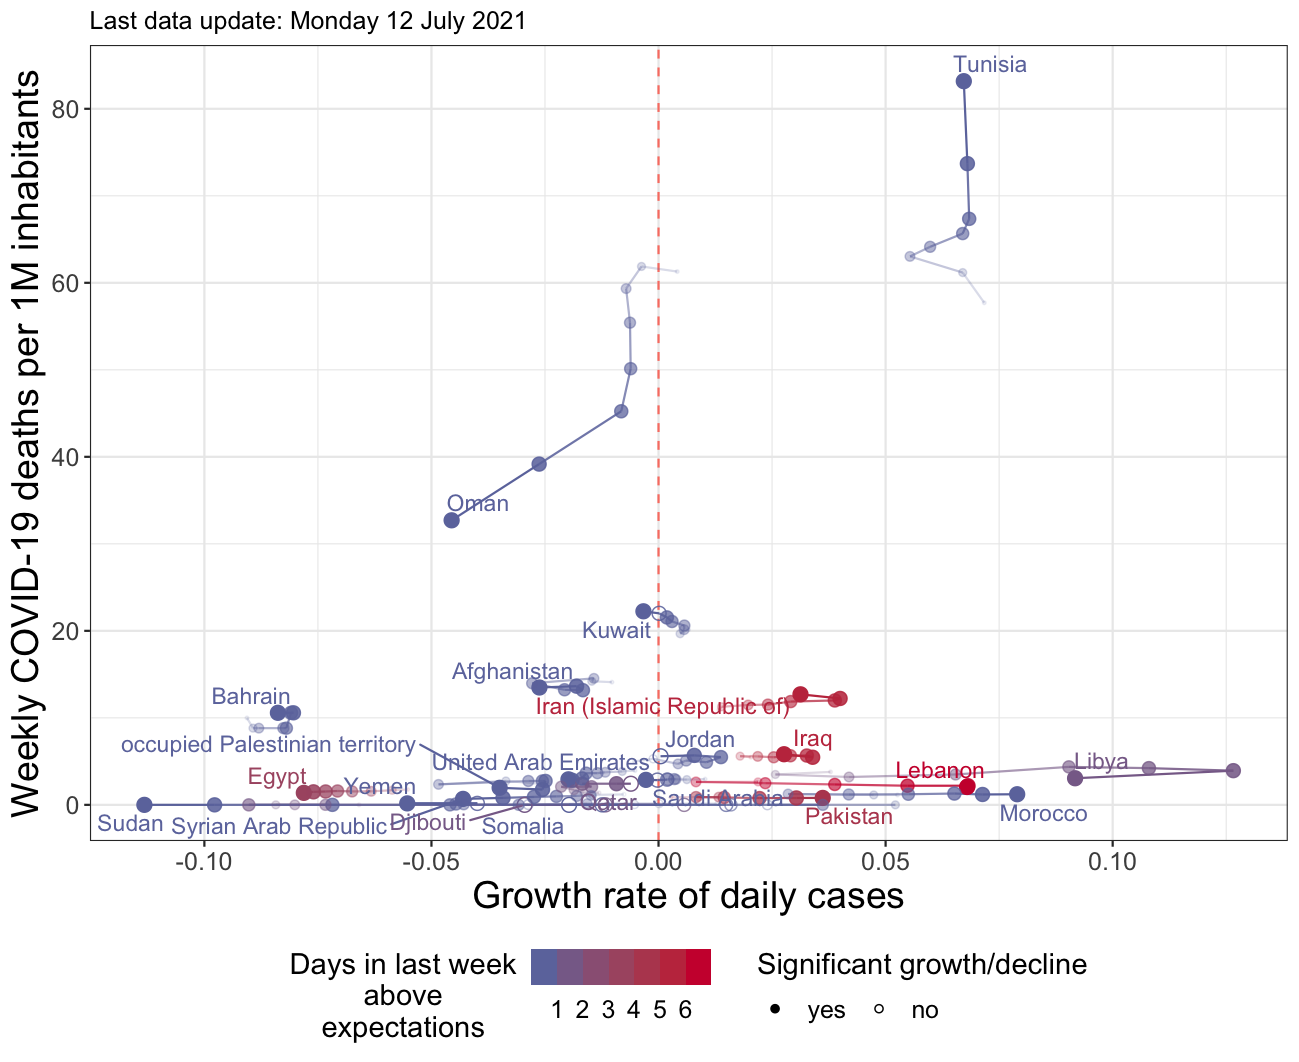 Last data update: Monday 12 July 2021
Weekly COVID-19 deaths per 1M inhabitants
80
60
40
20
0
Tunisia
Oman
Kuwait
Afghanistan
Bahrain
Iran (Islamic Republic of)
occupied Palestinian territory
Jordan
Iraq
United Arab Emirates
Libya
Lebanon
Egypt
Yemen
Saudi Arabia
Qatar
Pakistan
Morocco
Sudan
Syrian Arab Republic
Djibouti
Somalia
-0.10
-0.05
0.00
0.05
0.10
Growth rate of daily cases
Days in last week
above
expectations
1 2 3 4 5 6
Significant growth/decline
yes
no